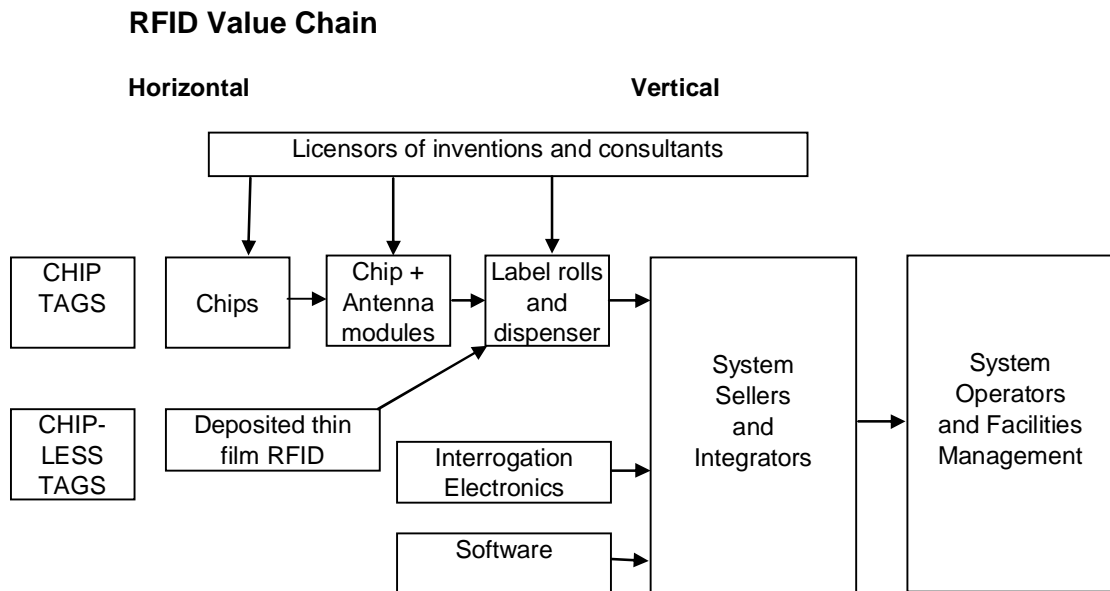 RFID Value Chain
Horizontal
Vertical
Licensors of inventions and consultants
CHIP
TAGS
Chips
Chip +
Antenna
modules
Label rolls
and
dispenser
System
Sellers
and
Integrators
System
Operators
and Facilities
Management
CHIP-
LESS
TAGS
Deposited thin
film RFID
Interrogation
Electronics
Software